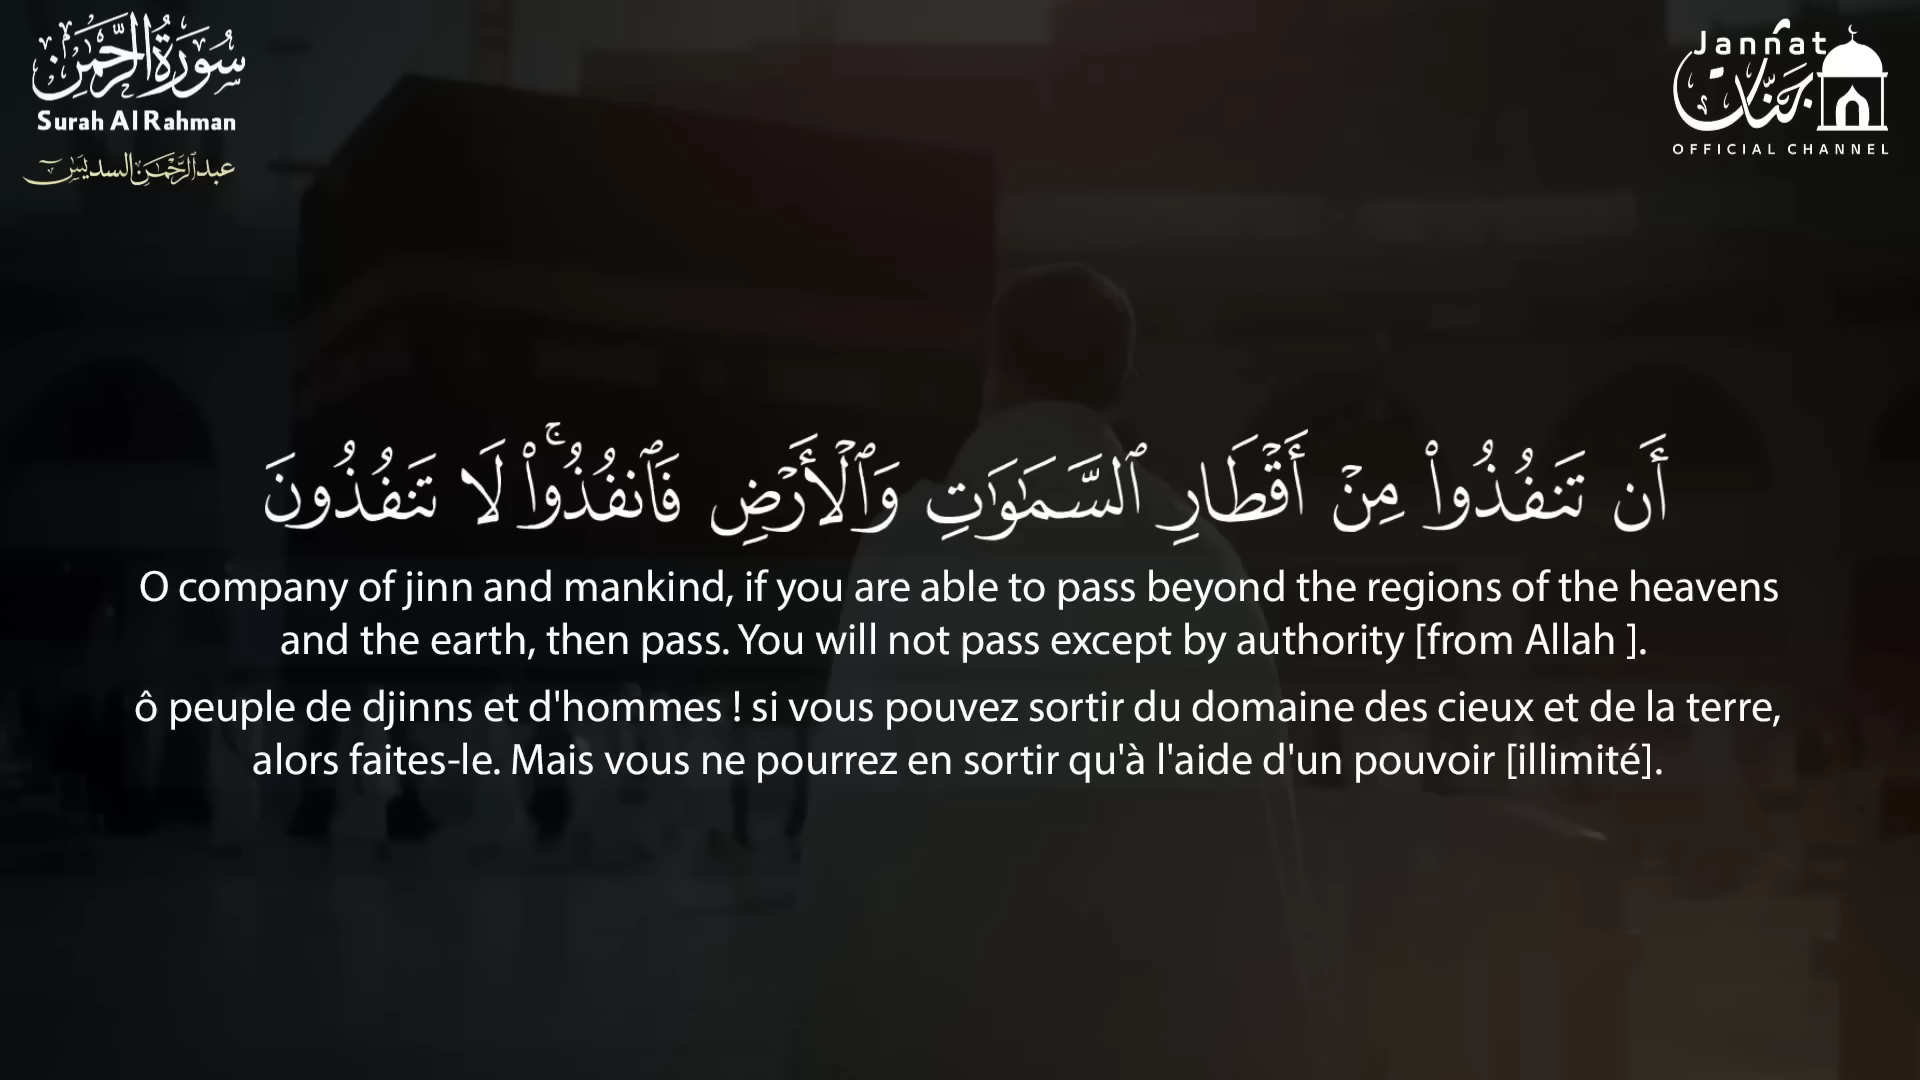 سُورَةُ الرَّحْمَٰن
Surah Al Rahman
عبد الرحمن السديس
Jannat
جَنَّات
OFFICIAL CHANNEL
أَن تَنفُذُوا۟ مِنْ أَقْطَارِ ٱلسَّمَٰوَٰتِ وَٱلْأَرْضِ فَٱنفُذُوا۟ ۚ لَا تَنفُذُونَ
O company of jinn and mankind, if you are able to pass beyond the regions of the heavens
and the earth, then pass. You will not pass except by authority [from Allah ].
ô peuple de djinns et d'hommes ! si vous pouvez sortir du domaine des cieux et de la terre,
alors faites-le. Mais vous ne pourrez en sortir qu'à l'aide d'un pouvoir [illimité].